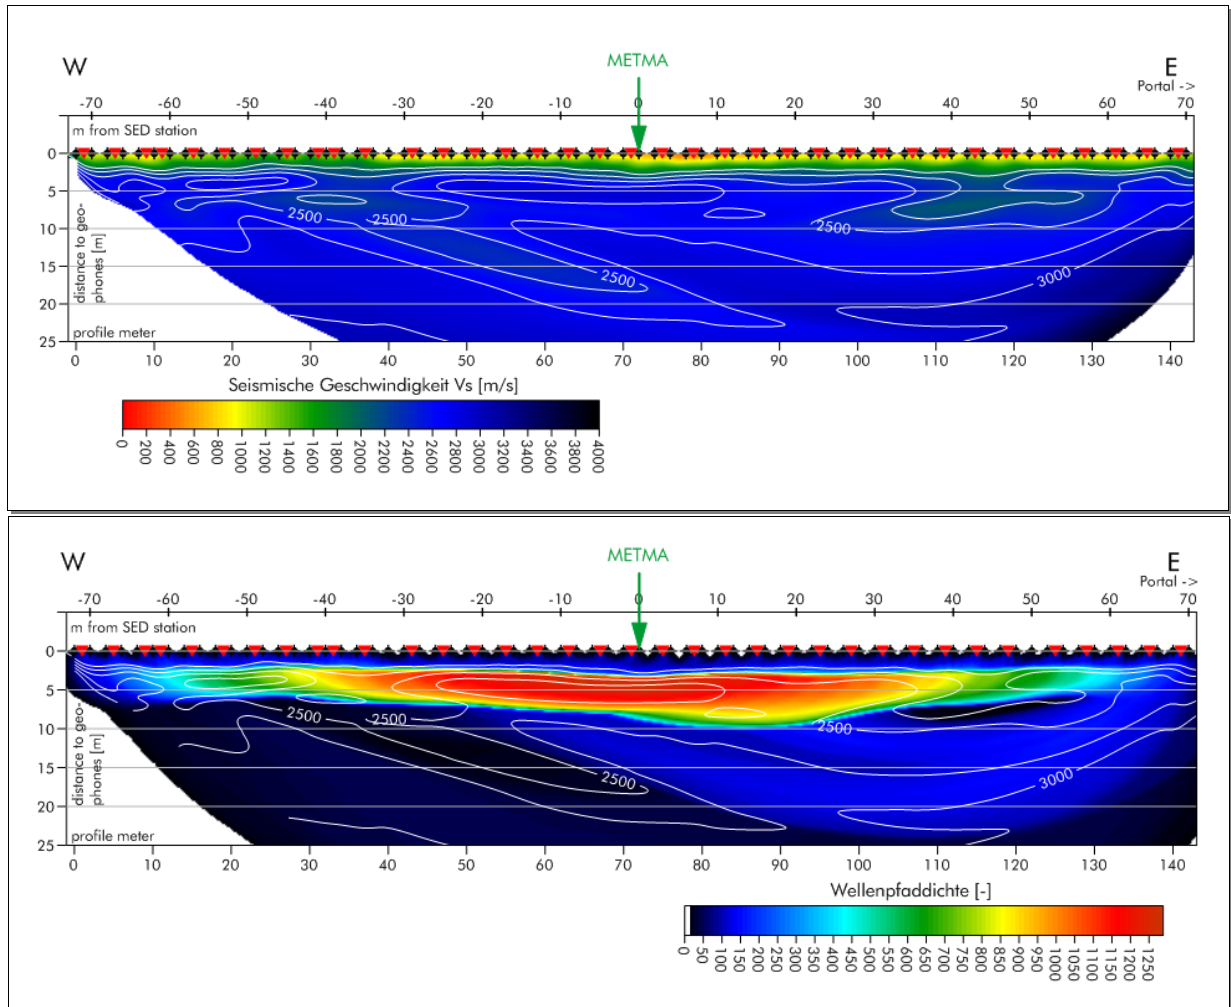 W
METMA
E
Portal ->
-70 -60 -50 -40 -30 -20 -10 0 10 20 30 40 50 60 70
m from SED station
0
5
10
15
20
25
distance to geo-
phones [m]
2500
2500
2500
2500
3000
profile meter
0 10 20 30 40 50 60 70 80 90 100 110 120 130 140
Seismische Geschwindigkeit Vs [m/s]
0 200 400 600 800 1000 1200 1400 1600 1800 2000 2200 2400 2600 2800 3000 3200 3400 3600 3800 4000
W
METMA
E
Portal ->
-70 -60 -50 -40 -30 -20 -10 0 10 20 30 40 50 60 70
m from SED station
0
5
10
15
20
25
distance to geo-
phones [m]
2500
2500
2500
2500
3000
profile meter
0 10 20 30 40 50 60 70 80 90 100 110 120 130 140
Wellenpfaddichte [-]
0 50 100 150 200 250 300 350 400 450 500 550 600 650 700 750 800 850 900 950 1000 1050 1100 1150 1200 1250